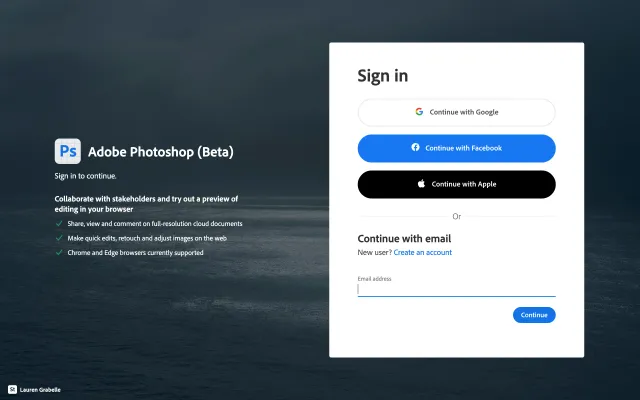 Ps Adobe Photoshop (Beta)
Sign in to continue.
Collaborate with stakeholders and try out a preview of
editing in your browser
Share, view and comment on full-resolution cloud documents
Make quick edits, retouch and adjust images on the web
Chrome and Edge browsers currently supported
Sign in
Continue with Google
Continue with Facebook
Continue with Apple
Or
Continue with email
New user? Create an account
Email address
Continue
St Lauren Grabelle